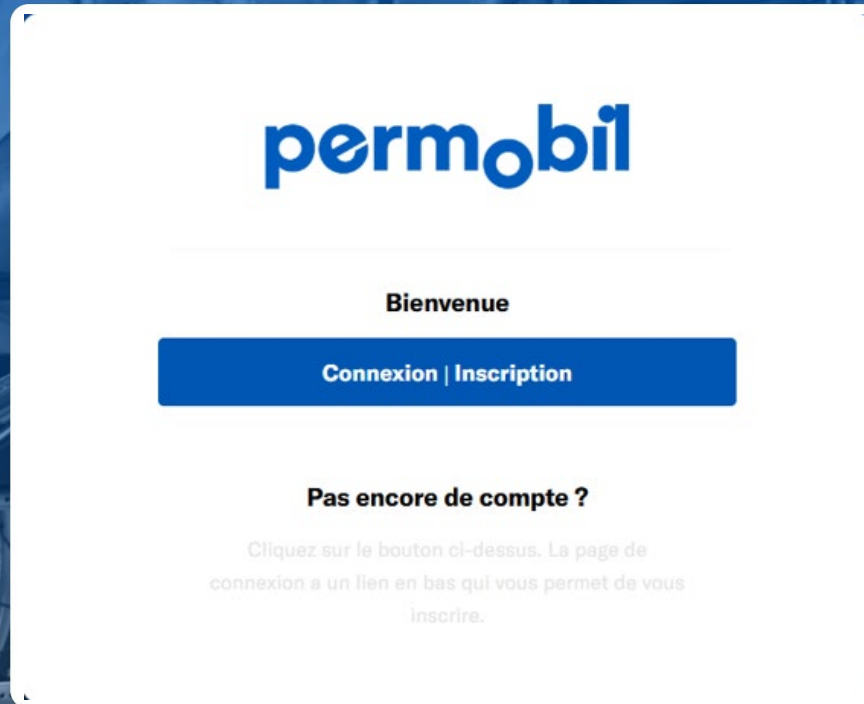 permobil
Bienvenue
Connexion | Inscription
Pas encore de compte ?
Cliquez sur le bouton ci-dessus. La page de
connexion a un lien en bas qui vous permet de vous
inscrire.